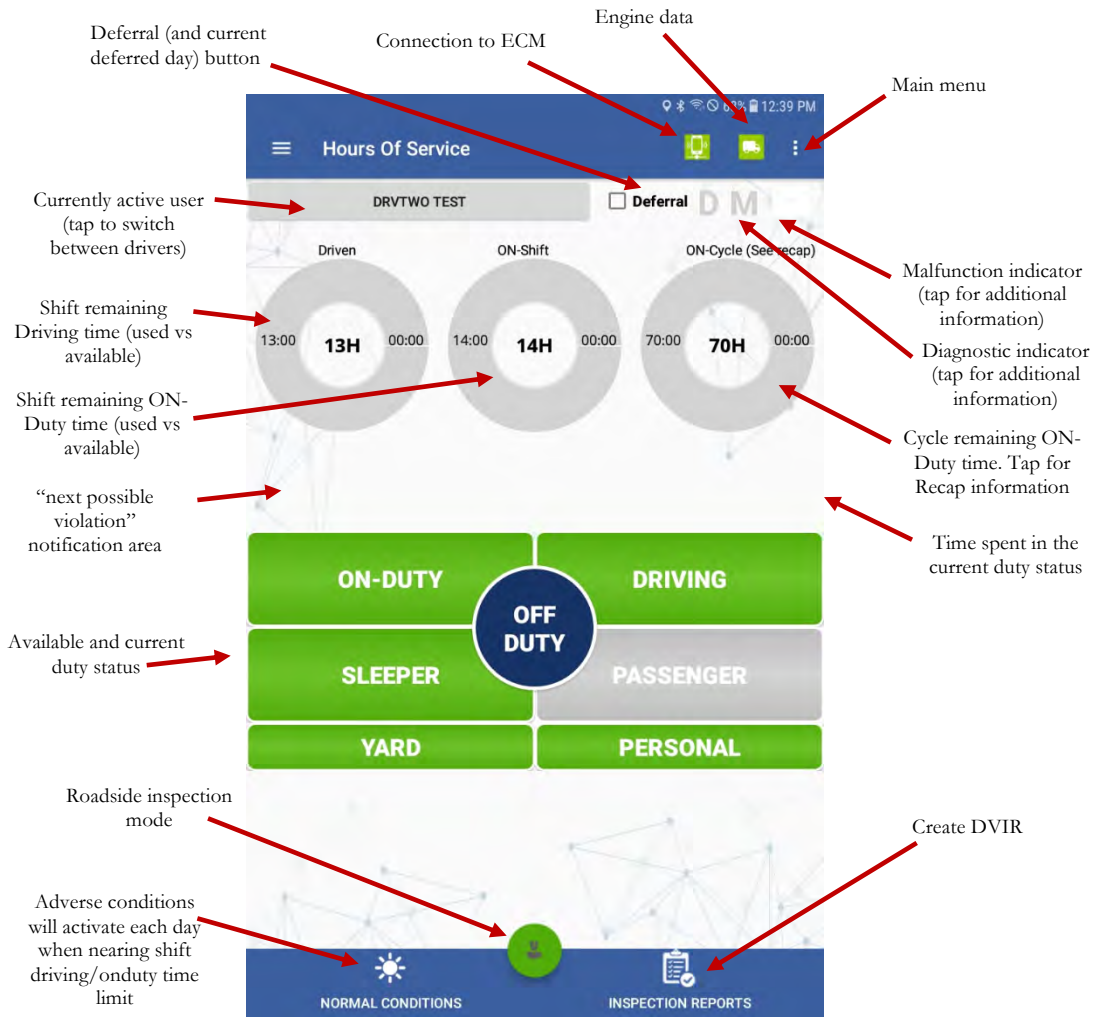 Engine data
Deferral (and current
deferred day) button
Connection to ECM
Main menu
63% 12:39 PM
Hours Of Service
Currently active user
(tap to switch
between drivers)
DRVTWO TEST
Deferral D M
Driven
ON-Shift
ON-Cycle (See recap)
Malfunction indicator
(tap for additional
information)
Shift remaining
Driving time (used vs
available)
13:00 13H 00:00
14:00 14H 00:00
70:00 70H 00:00
Diagnostic indicator
(tap for additional
information)
Shift remaining ON-
Duty time (used vs
available)
Cycle remaining ON-
Duty time. Tap for
Recap information
“next possible
violation”
notification area
Time spent in the
current duty status
ON-DUTY
DRIVING
OFF
DUTY
Available and current
duty status
SLEEPER
PASSENGER
YARD
PERSONAL
Roadside inspection
mode
Create DVIR
Adverse conditions
will activate each day
when nearing shift
driving/onduty time
limit
NORMAL CONDITIONS
INSPECTION REPORTS